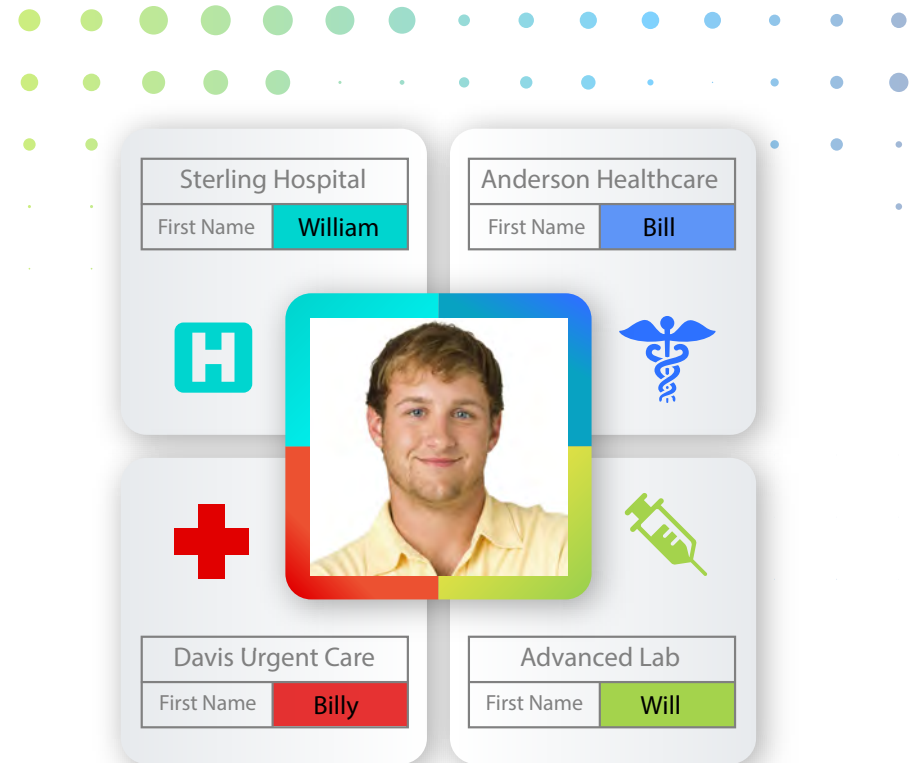 Sterling Hospital
First Name William
Anderson Healthcare
First Name Bill
H
Davis Urgent Care
First Name Billy
Advanced Lab
First Name Will